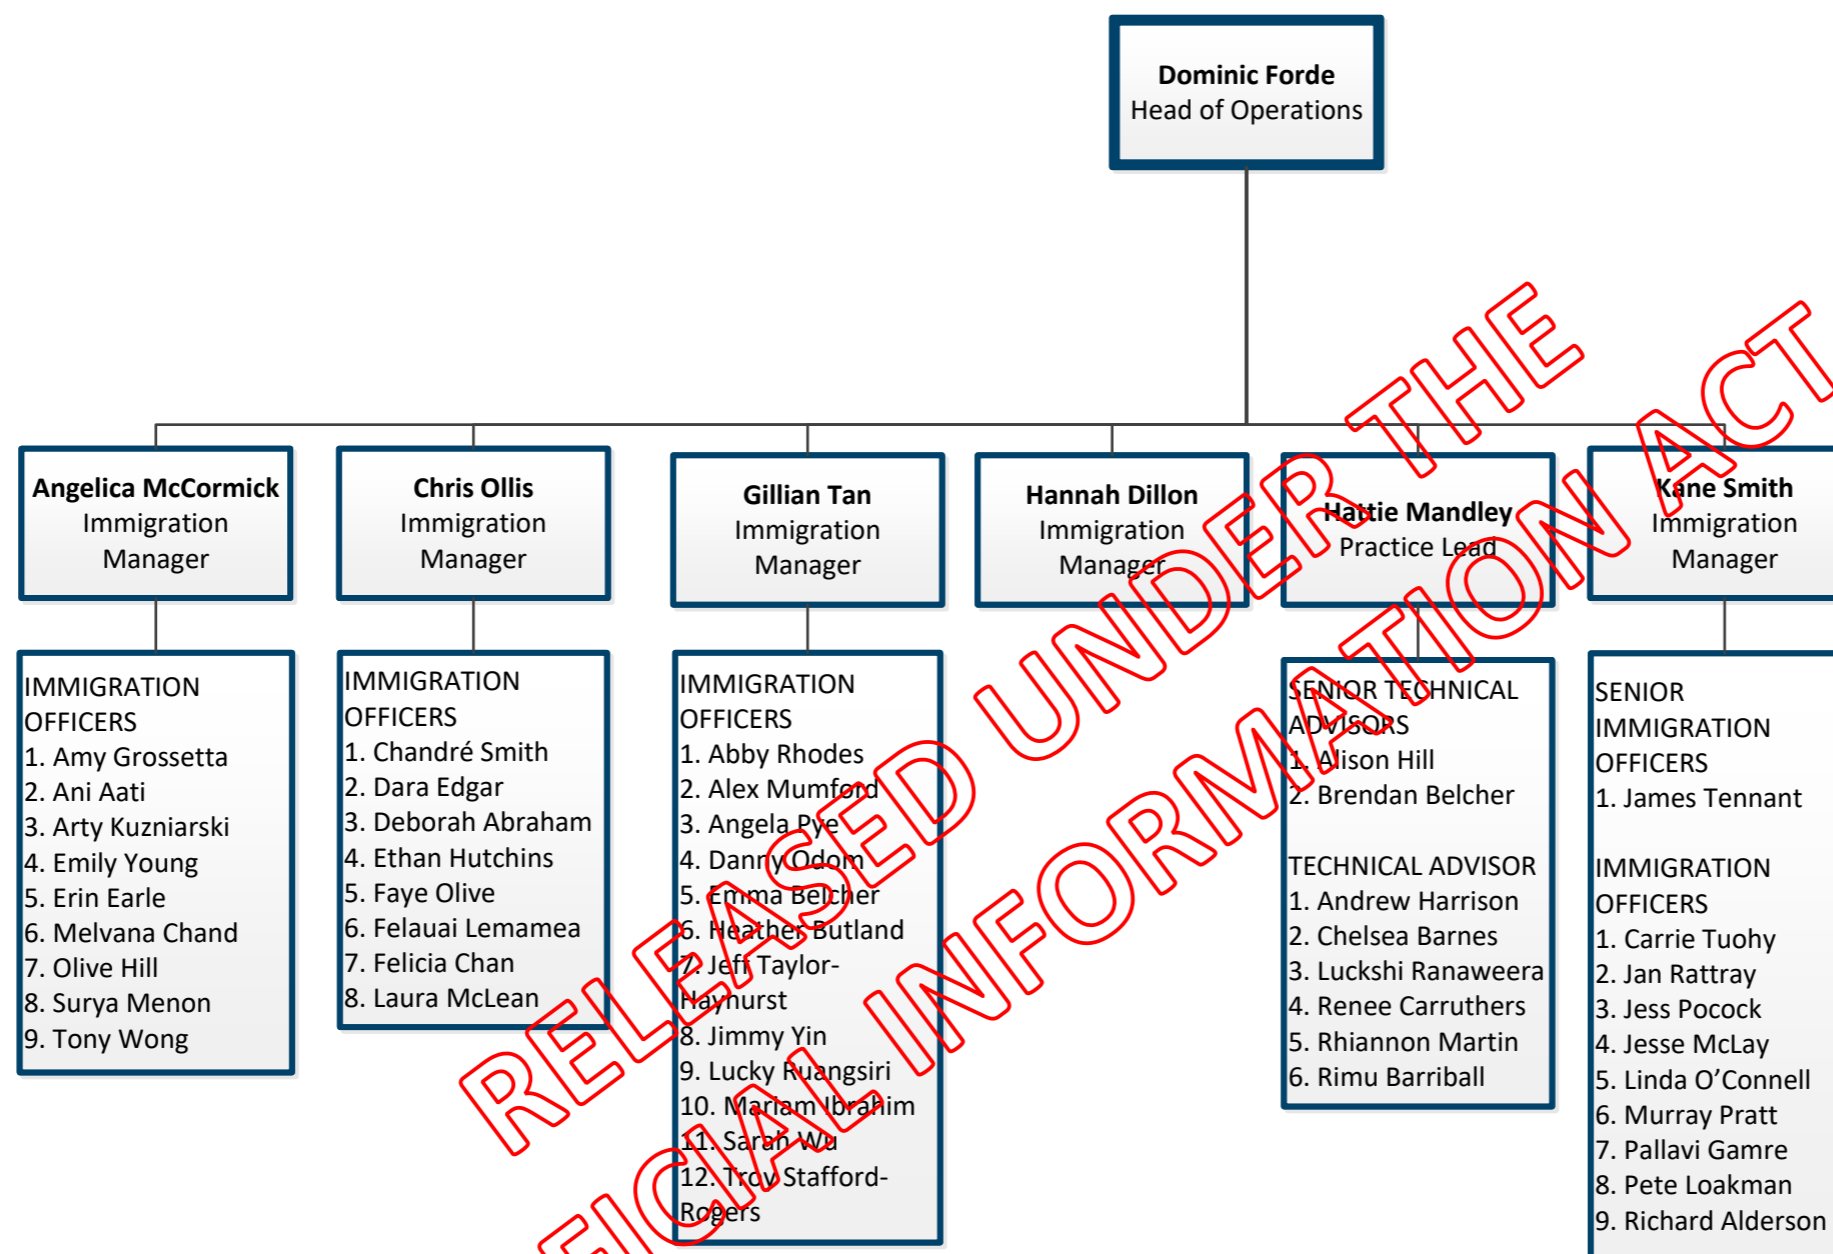 Dominic Forde
Head of Operations
Angelica McCormick
Immigration
Manager
Chris Ollis
Immigration
Manager
Gillian Tan
Immigration
Manager
Hannah Dillon
Immigration
Manager
Hattie Mandley
Practice Lead
Kane Smith
Immigration
Manager
IMMIGRATION
OFFICERS
1. Amy Grossetta
2. Ani Aati
3. Arty Kuzniarski
4. Emily Young
5. Erin Earle
6. Melvana Chand
7. Olive Hill
8. Surya Menon
9. Tony Wong
IMMIGRATION
OFFICERS
1. Chandré Smith
2. Dara Edgar
3. Deborah Abraham
4. Ethan Hutchins
5. Faye Olive
6. Felauai Lemamea
7. Felicia Chan
8. Laura McLean
IMMIGRATION
OFFICERS
1. Abby Rhodes
2. Alex Mumford
3. Angela Pye
4. Danny Odom
5. Emma Belcher
6. Heather Butland
7. Jeff Taylor-
Hayhurst
8. Jimmy Yin
9. Lucky Ruangsiri
10. Mariam Ibrahim
11. Sarah Wu
12. Troy Stafford-
Rogers
SENIOR TECHNICAL
ADVISORS
1. Alison Hill
2. Brendan Belcher
TECHNICAL ADVISOR
1. Andrew Harrison
2. Chelsea Barnes
3. Luckshi Ranaweera
4. Renee Carruthers
5. Rhiannon Martin
6. Rimu Barriball
SENIOR
IMMIGRATION
OFFICERS
1. James Tennant
IMMIGRATION
OFFICERS
1. Carrie Tuohy
2. Jan Rattray
3. Jess Pocock
4. Jesse McLay
5. Linda O’Connell
6. Murray Pratt
7. Pallavi Gamre
8. Pete Loakman
9. Richard Alderson
RELEASED UNDER THE
FICIAL INFORMATION ACT